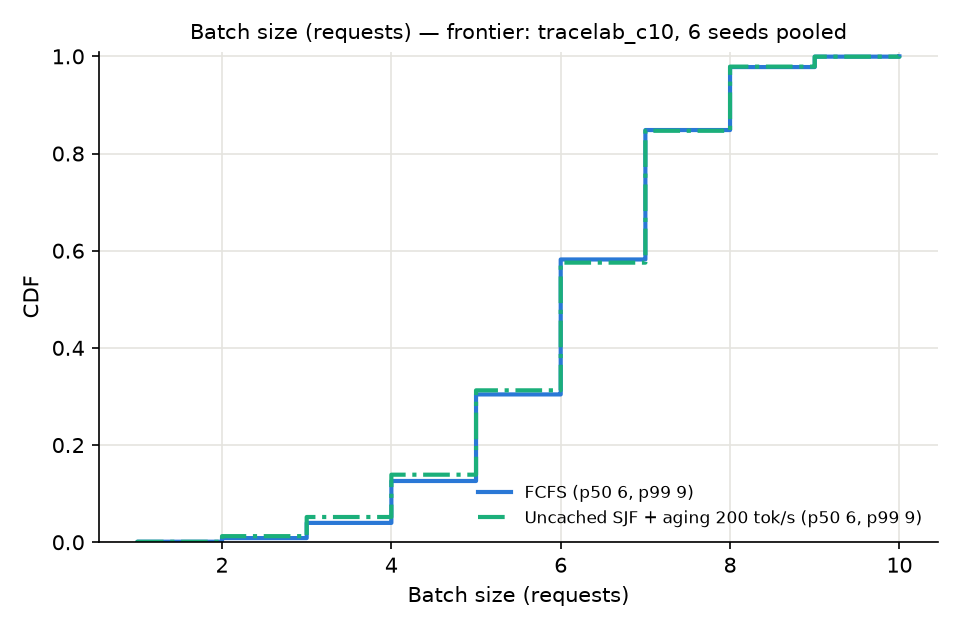 Batch size (requests) — frontier: tracelab_c10, 6 seeds pooled
1.0
0.8
0.6
0.4
0.2
0.0
CDF
FCFS (p50 6, p99 9)
Uncached SJF + aging 200 tok/s (p50 6, p99 9)
2 4 6 8 10
Batch size (requests)